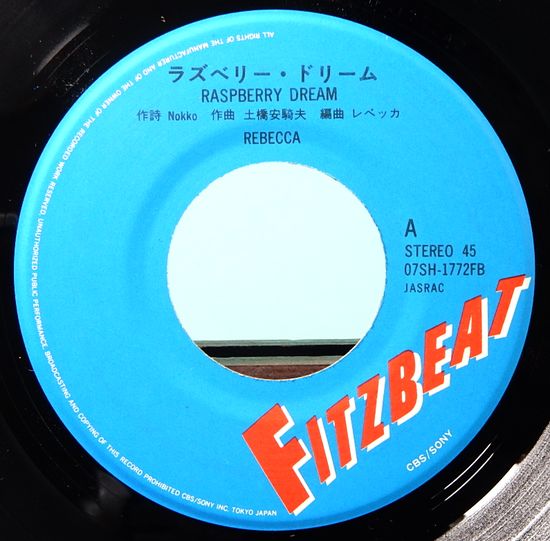 ラズベリー・ドリーム
RASPBERRY DREAM
作詩 Nokko 作曲 土橋安騎夫 編曲 レベッカ
REBECCA
A
STEREO 45
07SH-1772FB
JASRAC
FITZBEAT
CBS/SONY
ALL RIGHTS OF THE MANUFACTURER AND OF THE OWNER OF THE RECORDED WORK RESERVED. UNAUTHORIZED PUBLIC PERFORMANCE, BROADCASTING AND COPYING OF THIS RECORD PROHIBITED CBS/SONY INC. TOKYO JAPAN